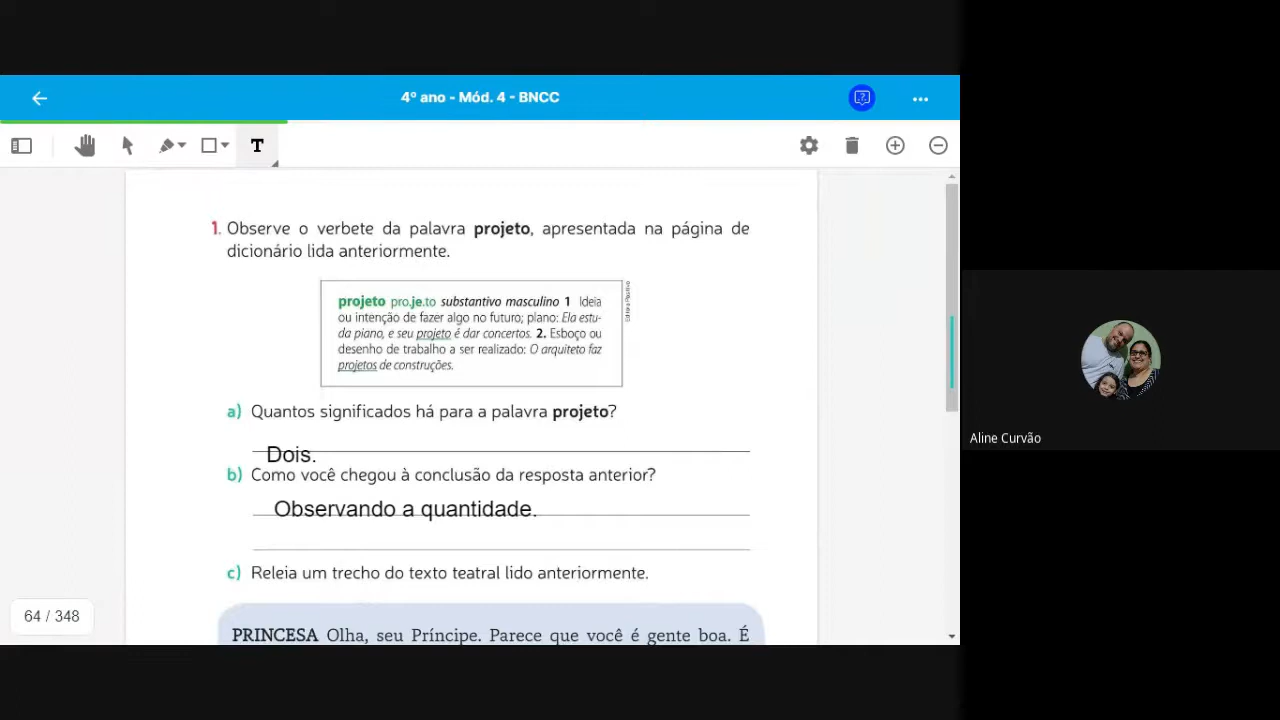 4º ano - Mód. 4 - BNCC
T
1. Observe o verbete da palavra projeto, apresentada na página de
dicionário lida anteriormente.
projeto pro.je.to substantivo masculino 1 Ideia
ou intenção de fazer algo no futuro; plano: Ela estu-
da piano, e seu projeto é dar concertos. 2. Esboço ou
desenho de trabalho a ser realizado: O arquiteto faz
projetos de construções.
a) Quantos significados há para a palavra projeto?
Dois.
b) Como você chegou à conclusão da resposta anterior?
Observando a quantidade.
c) Releia um trecho do texto teatral lido anteriormente.
64 / 348
PRINCESA Olha, seu Príncipe. Parece que você é gente boa. É
Aline Curvão